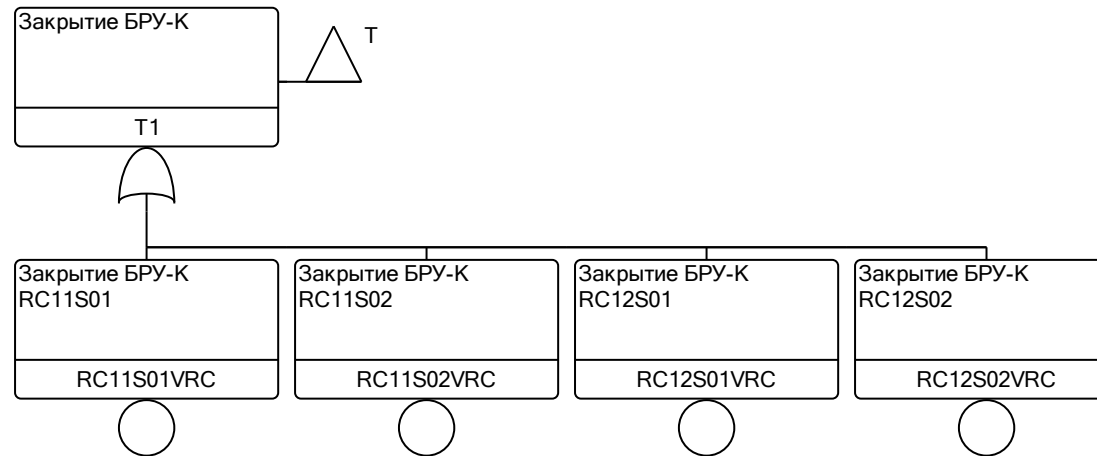 Закрытие БРУ-К
T
T1
Закрытие БРУ-К
RC11S01
RC11S01VRC
Закрытие БРУ-К
RC11S02
RC11S02VRC
Закрытие БРУ-К
RC12S01
RC12S01VRC
Закрытие БРУ-К
RC12S02
RC12S02VRC